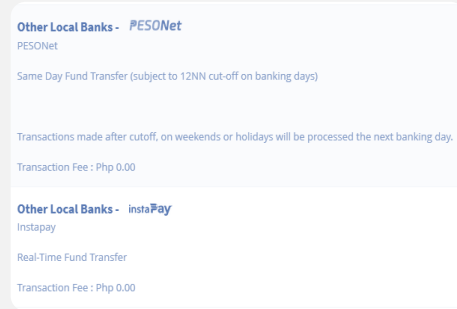 Other Local Banks - PESONet
PESONet
Same Day Fund Transfer (subject to 12NN cut-off on banking days)
Transactions made after cutoff, on weekends or holidays will be processed the next banking day.
Transaction Fee : Php 0.00
Other Local Banks - instaPay
Instapay
Real-Time Fund Transfer
Transaction Fee : Php 0.00